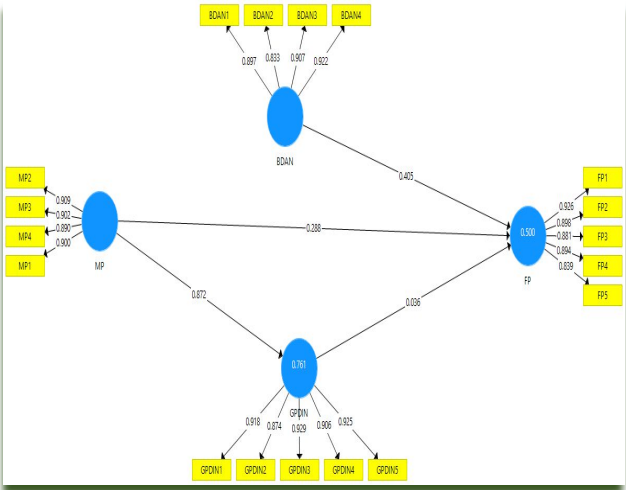 BDAN1 BDAN2 BDAN3 BDAN4
0.897 0.833 0.907 0.922
BDAN
0.405
MP2
MP3
MP4
MP1
0.909
0.902
0.890
0.900
MP
0.288
0.872
0.036
FP1
FP2
FP3
FP4
FP5
0.926
0.898
0.881
0.894
0.839
0.500
FP
0.761
GPDIN
0.918 0.874 0.929 0.906 0.925
GPDIN1 GPDIN2 GPDIN3 GPDIN4 GPDIN5